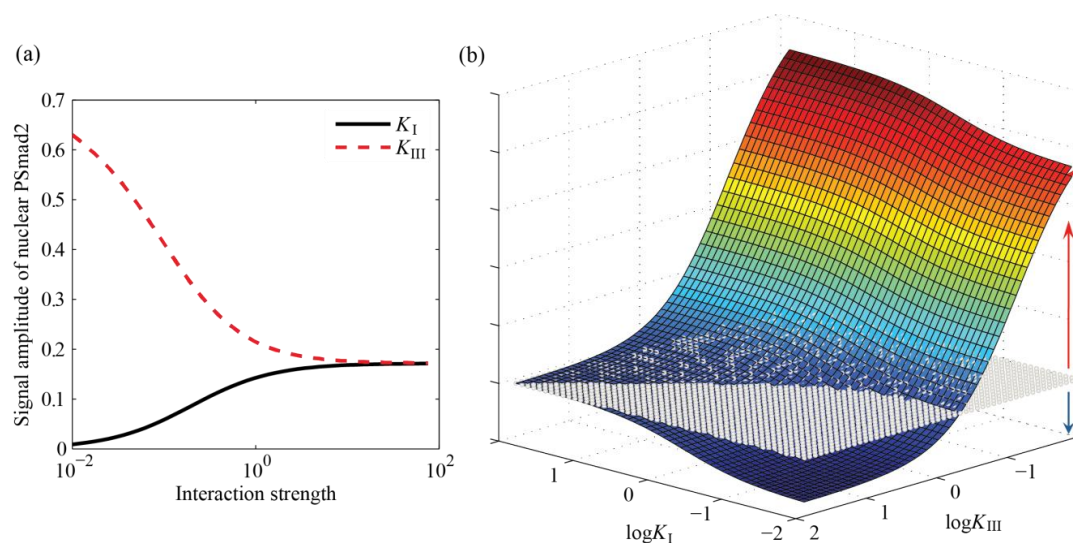 (a)
Signal amplitude of nuclear PSmad2
0.7
0.6
0.5
0.4
0.3
0.2
0.1
0
K_I
K_III
10^−2
10^0
10^2
Interaction strength
(b)
1
0
−1
−2
logK_I
2
1
0
−1
logK_III